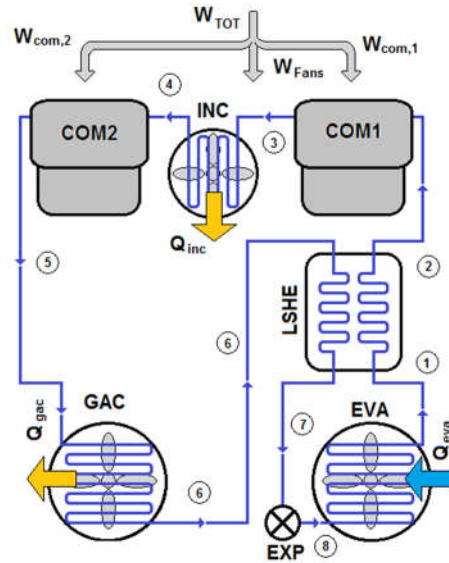 W_TOT
W_com,2
W_com,1
W_Fans
4
INC
3
COM2
COM1
Q_inc
5
2
LSHE
6
1
GAC
7
EVA
Q_gac
Q_eva
6
EXP
8